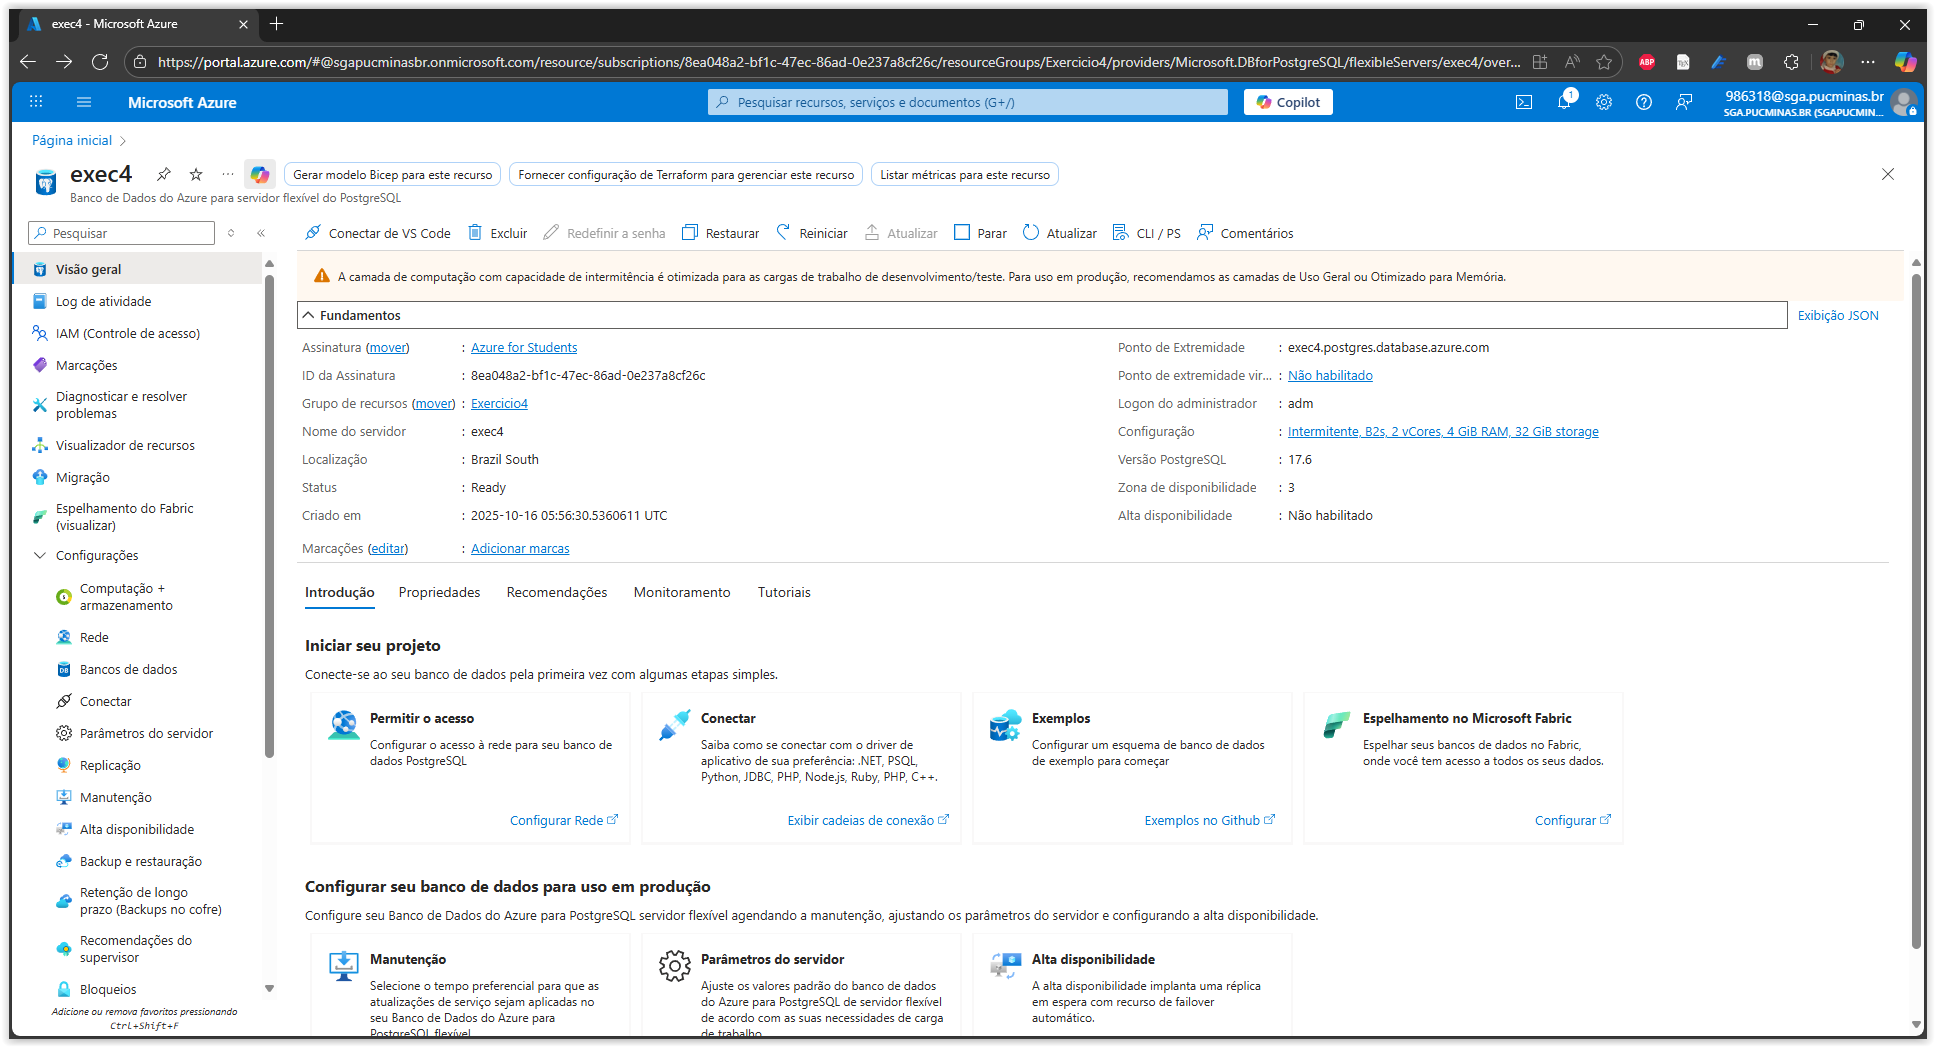 exec4 - Microsoft Azure
https://portal.azure.com/#@sgapucminasbr.onmicrosoft.com/resource/subscriptions/8ea048a2-bf1c-47ec-86ad-0e237a8cf26c/resourceGroups/Exercicio4/providers/Microsoft.DBforPostgreSQL/flexibleServers/exec4/over...
ABP
Microsoft Azure
Pesquisar recursos, serviços e documentos (G+/)
Copilot
1
986318@sga.pucminas.br
SGA.PUCMINAS.BR (SGAPUCMIN...
Página inicial
exec4
Gerar modelo Bicep para este recurso
Fornecer configuração de Terraform para gerenciar este recurso
Listar métricas para este recurso
Banco de Dados do Azure para servidor flexível do PostgreSQL
Pesquisar
Conectar de VS Code
Excluir
Redefinir a senha
Restaurar
Reiniciar
Atualizar
Parar
Atualizar
CLI / PS
Comentários
Visão geral
Log de atividade
IAM (Controle de acesso)
Marcações
Diagnosticar e resolver
problemas
Visualizador de recursos
Migração
Espelhamento do Fabric
(visualizar)
Configurações
Computação +
armazenamento
Rede
Bancos de dados
Conectar
Parâmetros do servidor
Replicação
Manutenção
Alta disponibilidade
Backup e restauração
Retenção de longo
prazo (Backups no cofre)
Recomendações do
supervisor
Bloqueios
Adicione ou remova favoritos pressionando
Ctrl+Shift+F
A camada de computação com capacidade de intermitência é otimizada para as cargas de trabalho de desenvolvimento/teste. Para uso em produção, recomendamos as camadas de Uso Geral ou Otimizado para Memória.
Fundamentos
Exibição JSON
Assinatura (mover) : Azure for Students
ID da Assinatura : 8ea048a2-bf1c-47ec-86ad-0e237a8cf26c
Grupo de recursos (mover) : Exercicio4
Nome do servidor : exec4
Localização : Brazil South
Status : Ready
Criado em : 2025-10-16 05:56:30.5360611 UTC
Marcações (editar) : Adicionar marcas
Ponto de Extremidade : exec4.postgres.database.azure.com
Ponto de extremidade vir... : Não habilitado
Logon do administrador : adm
Configuração : Intermitente, B2s, 2 vCores, 4 GiB RAM, 32 GiB storage
Versão PostgreSQL : 17.6
Zona de disponibilidade : 3
Alta disponibilidade : Não habilitado
Introdução
Propriedades
Recomendações
Monitoramento
Tutoriais
Iniciar seu projeto
Conecte-se ao seu banco de dados pela primeira vez com algumas etapas simples.
Permitir o acesso
Configurar o acesso à rede para seu banco de
dados PostgreSQL
Configurar Rede
Conectar
Saiba como se conectar com o driver de
aplicativo de sua preferência: .NET, PSQL,
Python, JDBC, PHP, Node.js, Ruby, PHP, C++.
Exibir cadeias de conexão
Exemplos
Configurar um esquema de banco de dados
de exemplo para começar
Exemplos no Github
Espelhamento no Microsoft Fabric
Espelhar seus bancos de dados no Fabric,
onde você tem acesso a todos os seus dados.
Configurar
Configurar seu banco de dados para uso em produção
Configure seu Banco de Dados do Azure para PostgreSQL servidor flexível agendando a manutenção, ajustando os parâmetros do servidor e configurando a alta disponibilidade.
Manutenção
Selecione o tempo preferencial para que as
atualizações de serviço sejam aplicadas no
seu Banco de Dados do Azure para
PostgreSQL flexível
Parâmetros do servidor
Ajuste os valores padrão do banco de dados
do Azure para PostgreSQL de servidor flexível
de acordo com as suas necessidades de carga
de trabalho
Alta disponibilidade
A alta disponibilidade implanta uma réplica
em espera com recurso de failover
automático.